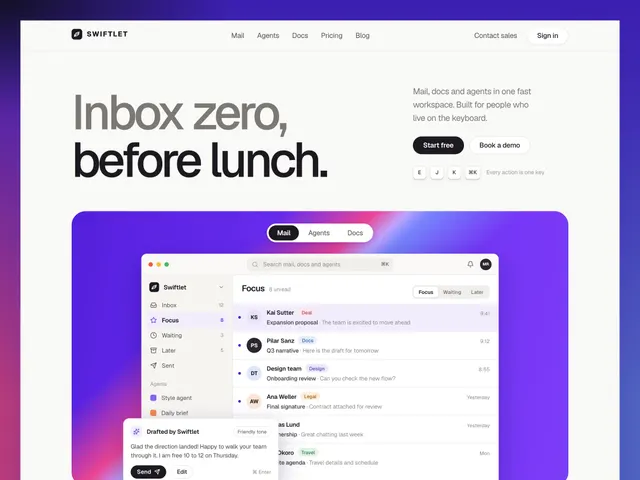 SWIFTLET
Mail Agents Docs Pricing Blog
Contact sales Sign in
Inbox zero,
before lunch.
Mail, docs and agents in one fast
workspace. Built for people who
live on the keyboard.
Start free Book a demo
E J K ⌘K Every action is one key
Mail Agents Docs
Search mail, docs and agents ⌘K MR
Swiftlet
Inbox 12
Focus 8
Waiting 3
Later 5
Sent
Agents
Style agent
Daily brief
Focus 8 unread
Focus Waiting Later
KS Kai Sutter Deal 9:41
Expansion proposal · The team is excited to move ahead
PS Pilar Sanz Docs 9:12
Q3 narrative · Here is the draft for tomorrow
DT Design team Design 8:55
Onboarding review · Can you check the new flow?
AW Ana Weller Legal Yesterday
Final signature · Contract attached for review
as Lund Yesterday
nership · Great chatting last week
Okoro Travel Mon
te agenda · Travel details and schedule
Drafted by Swiftlet Friendly tone
Glad the direction landed! Happy to walk your team
through it. I am free 10 to 12 on Thursday.
Send Edit ⌘ Enter